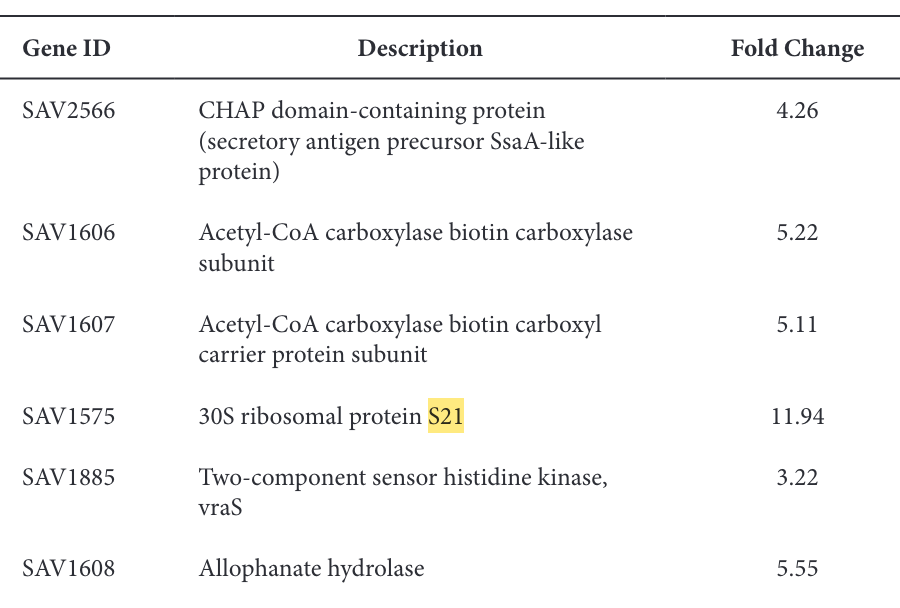 Gene ID Description Fold Change
SAV2566 CHAP domain-containing protein 4.26
(secretory antigen precursor SsaA-like
protein)
SAV1606 Acetyl-CoA carboxylase biotin carboxylase 5.22
subunit
SAV1607 Acetyl-CoA carboxylase biotin carboxyl 5.11
carrier protein subunit
SAV1575 30S ribosomal protein S21 11.94
SAV1885 Two-component sensor histidine kinase, 3.22
vraS
SAV1608 Allophanate hydrolase 5.55